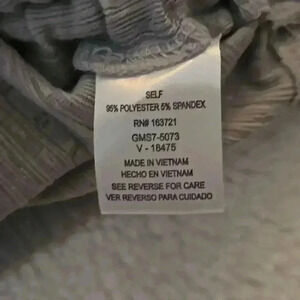 SELF
95% POLYESTER 5% SPANDEX
RN# 163721
GMS7-5073
V - 18475
MADE IN VIETNAM
HECHO EN VIETNAM
SEE REVERSE FOR CARE
VER REVERSO PARA CUIDADO